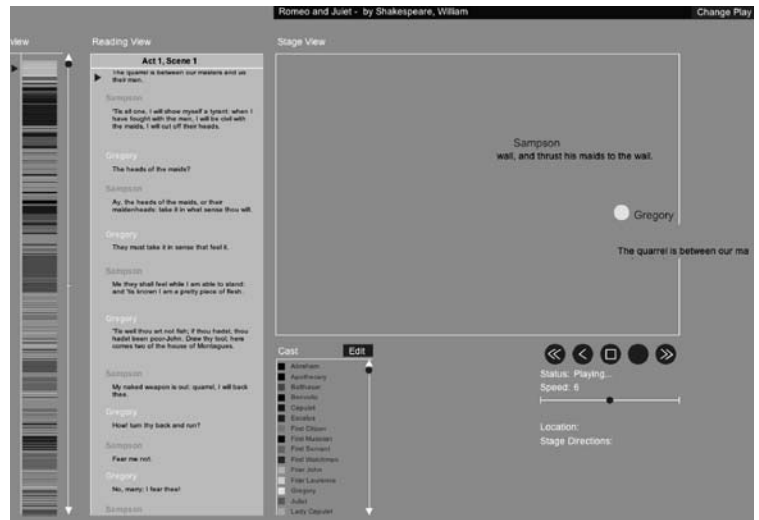 Romeo and Juiet - by Shakespeare, William
Change Play
view
Reading View
Stage View
Act 1, Scene 1
The quarrel is between our masters and us
their men.
Sampson
'Tis all one, I will show myself a tyrant: when I
have fought with the men, I will be civil with
the maids, I will cut off their heads.
Gregory
The heads of the maids?
Sampson
Ay, the heads of the maids, or their
maidenheads: take it in what sense thou wilt.
Gregory
They must take it in sense that feel it.
Sampson
Me they shall feel while I am able to stand:
and 'tis known I am a pretty piece of flesh.
Gregory
'Tis well thou art not fish; if thou hadst, thou
hadst been poor-John. Draw thy tool; here
comes two of the house of Montagues.
Sampson
My naked weapon is out: quarrel, I will back
thee.
Gregory
How! turn thy back and run?
Sampson
Fear me not.
Gregory
No, marry; I fear thee!
Sampson
Sampson
wall, and thrust his maids to the wall.
Gregory
The quarrel is between our ma
Cast
Edit
Abraham
Apothecary
Balthasar
Benvolio
Capulet
Escalus
First Citizen
First Musician
First Servant
First Watchman
Friar John
Friar Laurence
Gregory
Juliet
Lady Capulet
Status: Playing...
Speed: 6
Location:
Stage Directions: